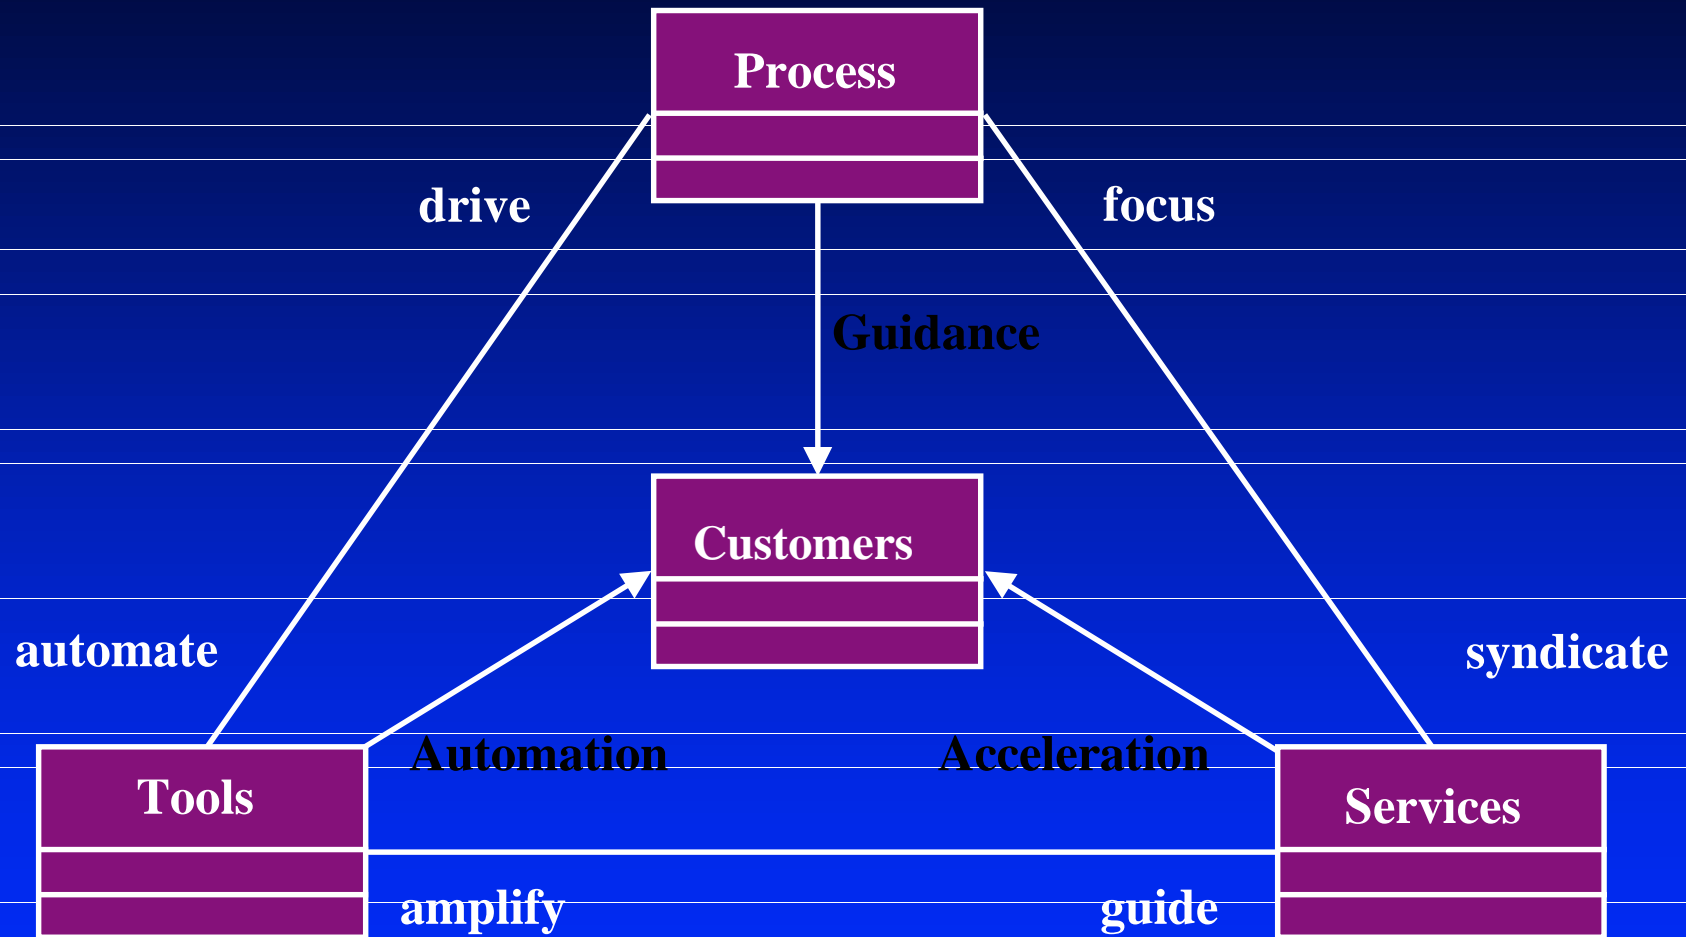 Process
drive
focus
Guidance
Customers
automate
syndicate
Automation
Acceleration
Tools
Services
amplify
guide